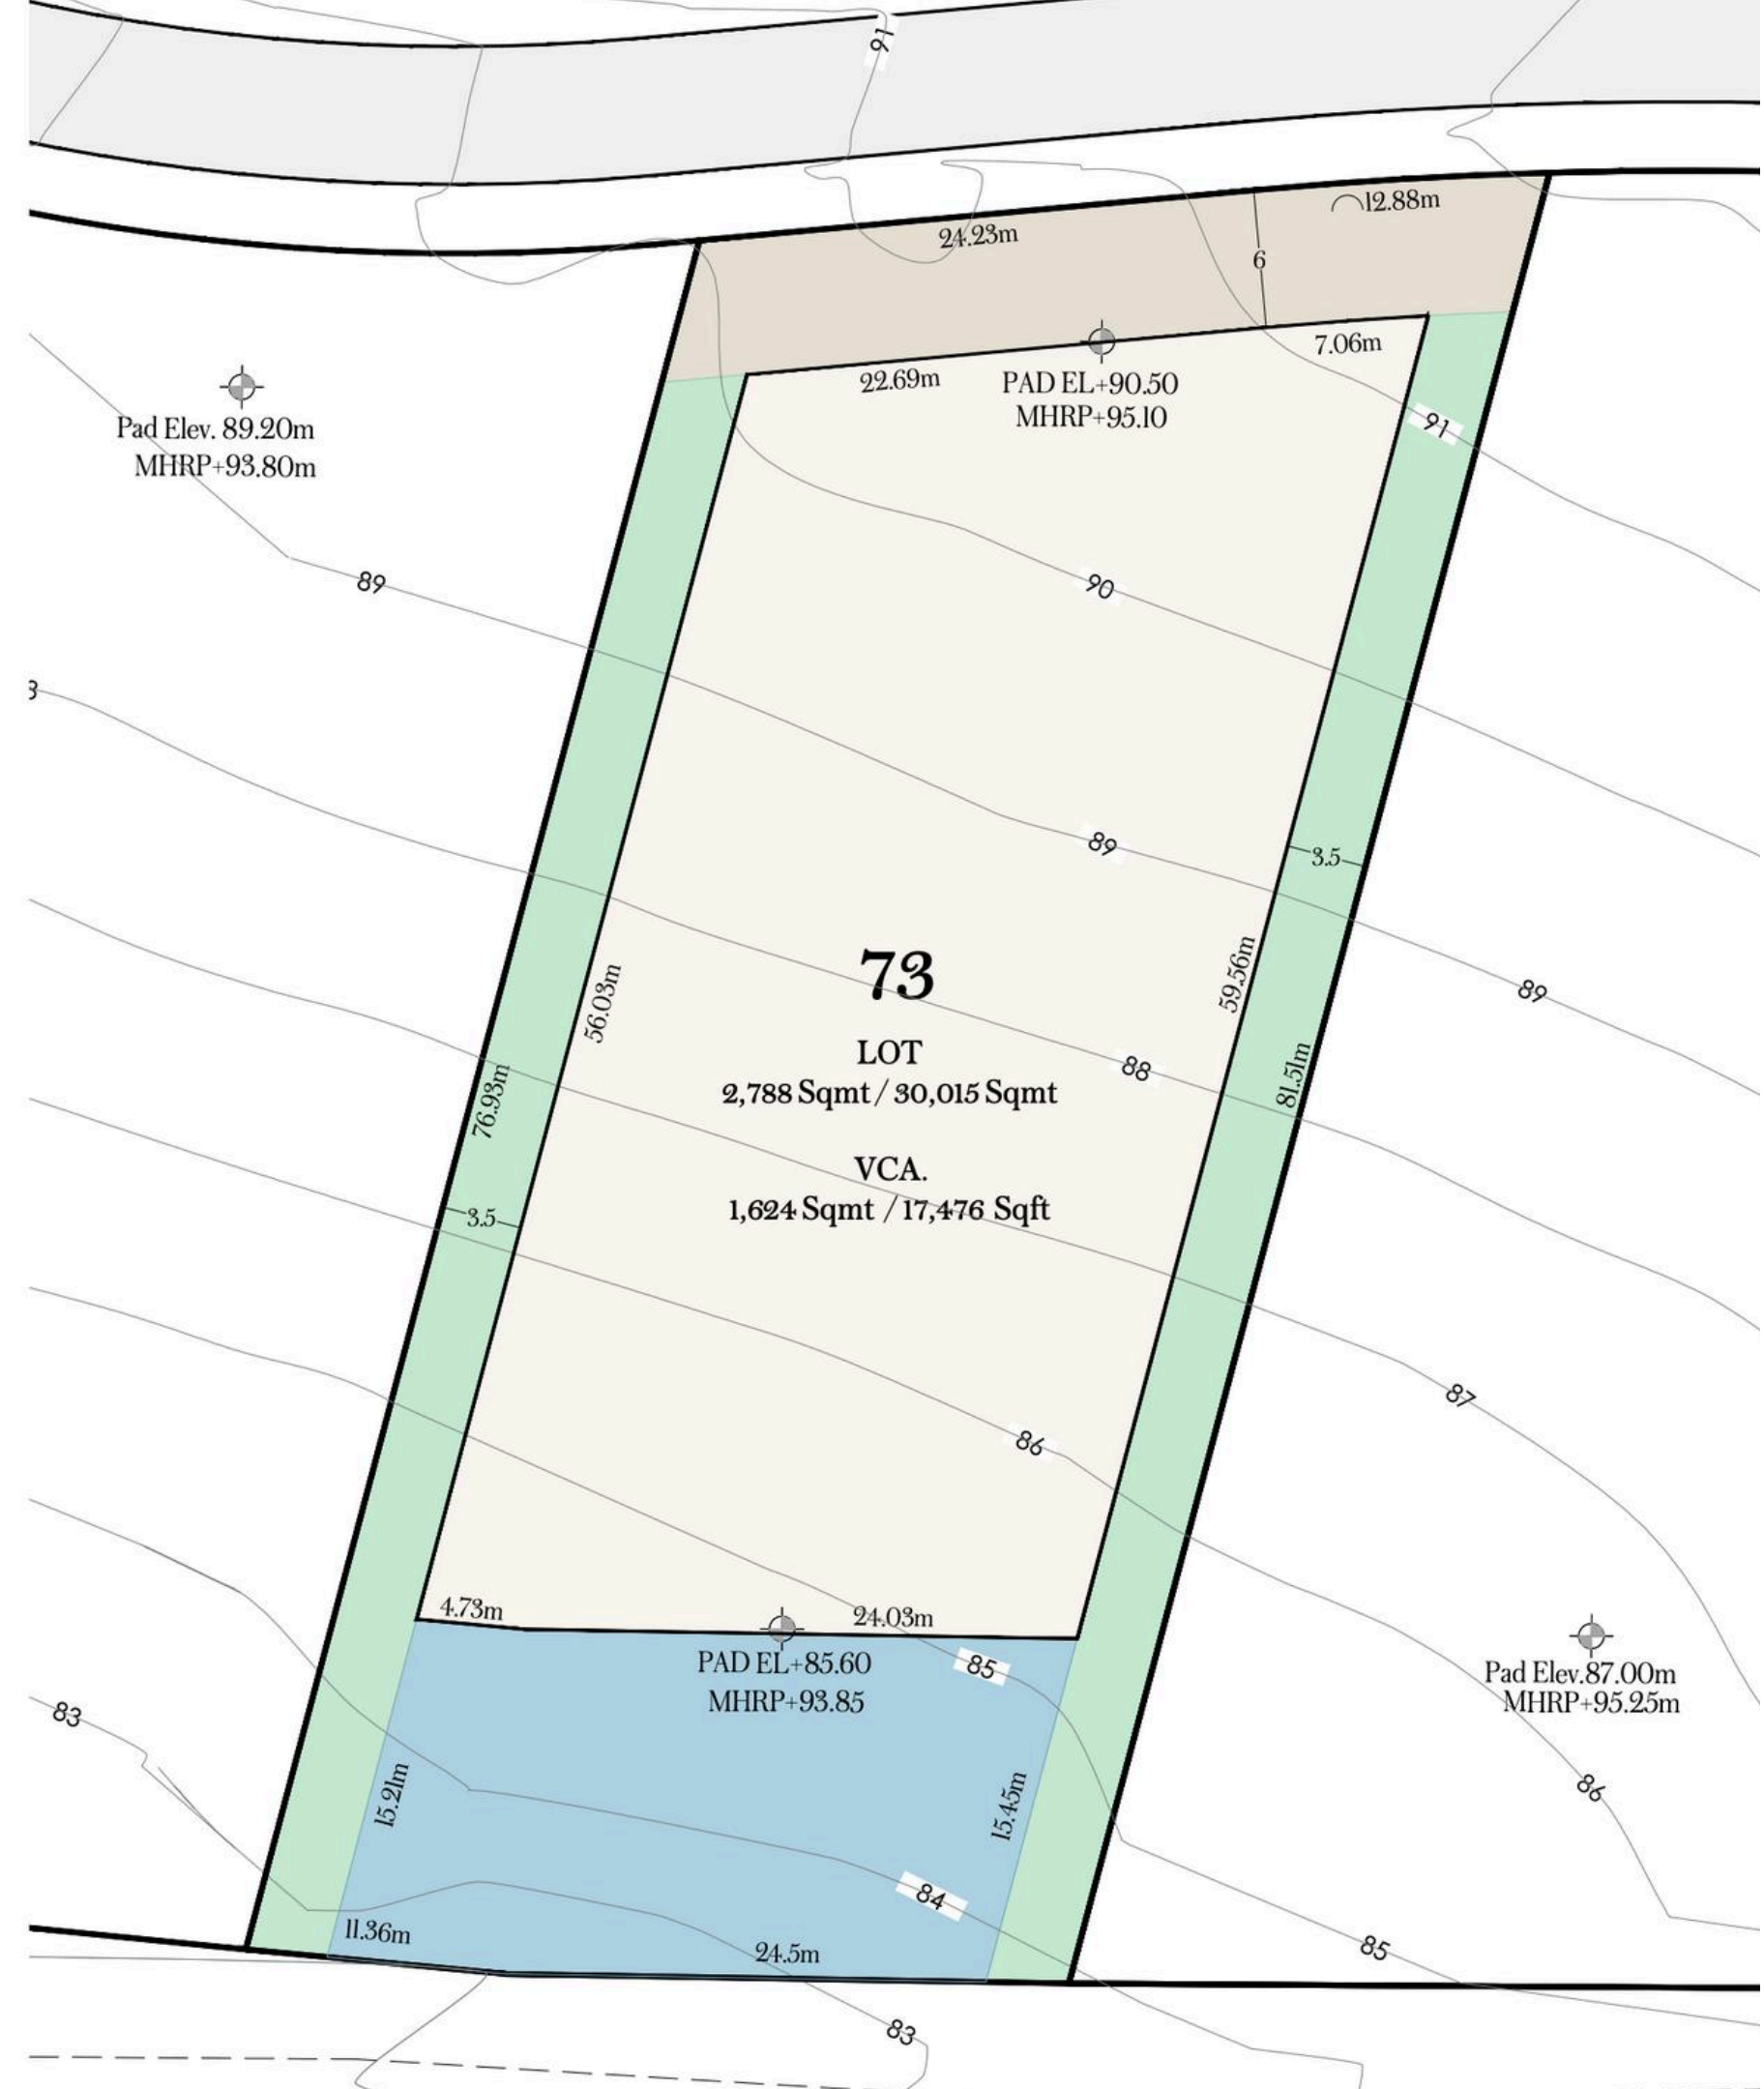 91
12.88m
24.23m
6
7.06m
22.69m
PAD EL+90.50
MHRP+95.10
Pad Elev. 89.20m
MHRP+93.80m
91
89
90
89
3.5
59.56m
56.03m
73
89
LOT
2,788 Sqmt / 30,015 Sqmt
88
81.51m
76.93m
VCA.
1,624 Sqmt / 17,476 Sqft
3.5
87
86
4.73m
24.03m
PAD EL+85.60
MHRP+93.85
85
Pad Elev.87.00m
MHRP+95.25m
83
15.21m
15.45m
86
84
11.36m
24.5m
85
83